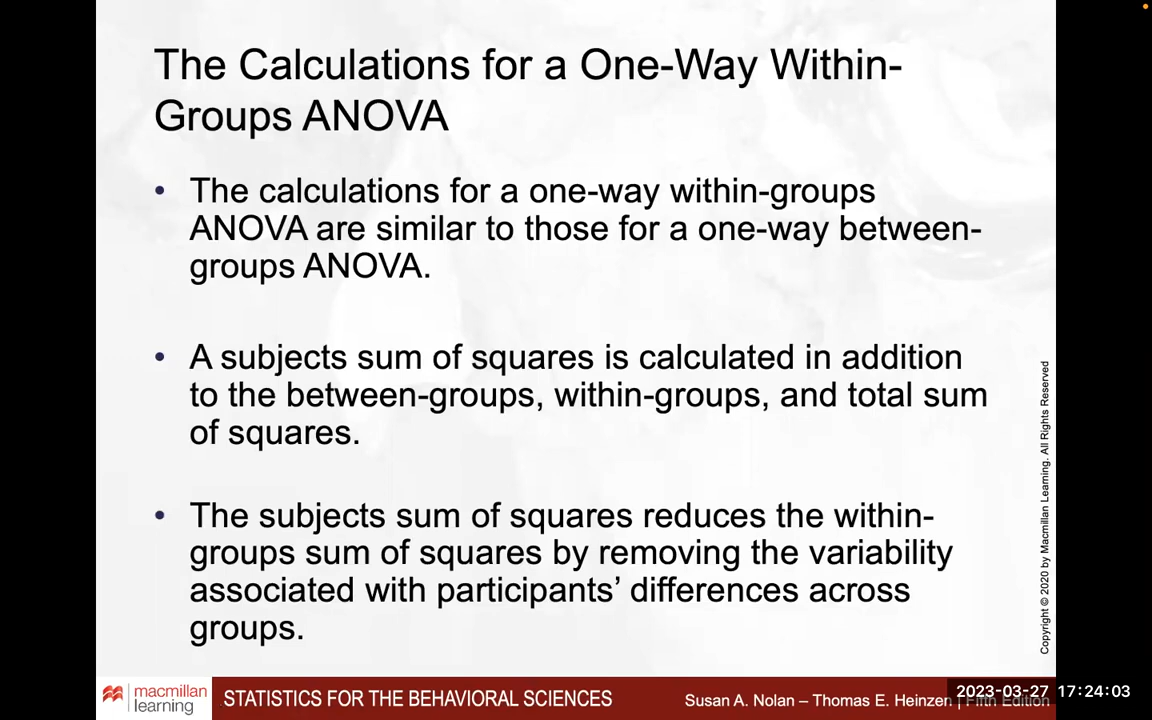 The Calculations for a One-Way Within-
Groups ANOVA
• The calculations for a one-way within-groups
ANOVA are similar to those for a one-way between-
groups ANOVA.
• A subjects sum of squares is calculated in addition
to the between-groups, within-groups, and total sum
of squares.
• The subjects sum of squares reduces the within-
groups sum of squares by removing the variability
associated with participants’ differences across
groups.
Copyright © 2020 by Macmillan Learning. All Rights Reserved
macmillan
learning
STATISTICS FOR THE BEHAVIORAL SCIENCES
Susan A. Nolan – Thomas E. Heinzen | Fifth Edition
2023-03-27 17:24:03